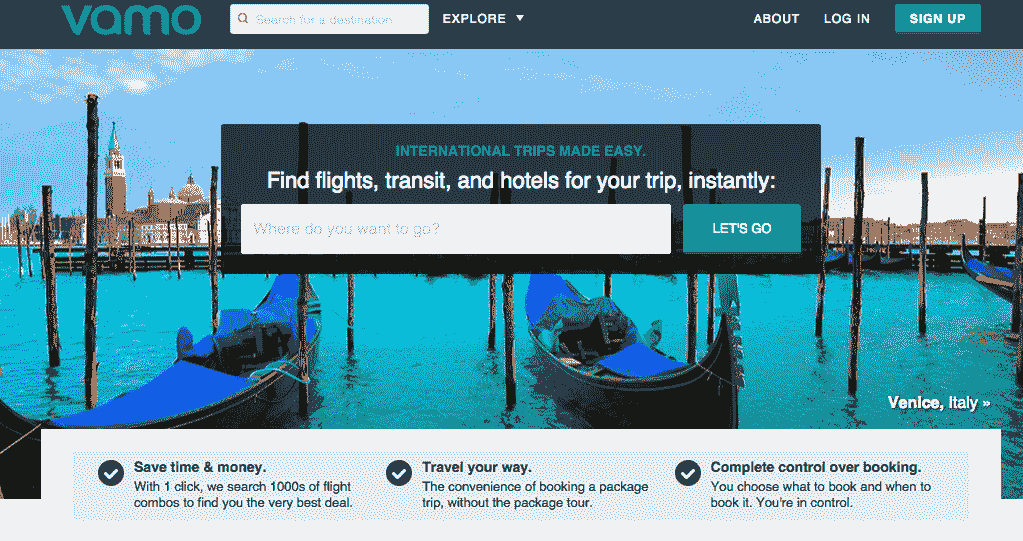 vamo
Search for a destination
EXPLORE ▼
ABOUT
LOG IN
SIGN UP
INTERNATIONAL TRIPS MADE EASY.
Find flights, transit, and hotels for your trip, instantly:
Where do you want to go?
LET'S GO
Venice, Italy »
Save time & money.
With 1 click, we search 1000s of flight
combos to find you the very best deal.
Travel your way.
The convenience of booking a package
trip, without the package tour.
Complete control over booking.
You choose what to book and when to
book it. You're in control.